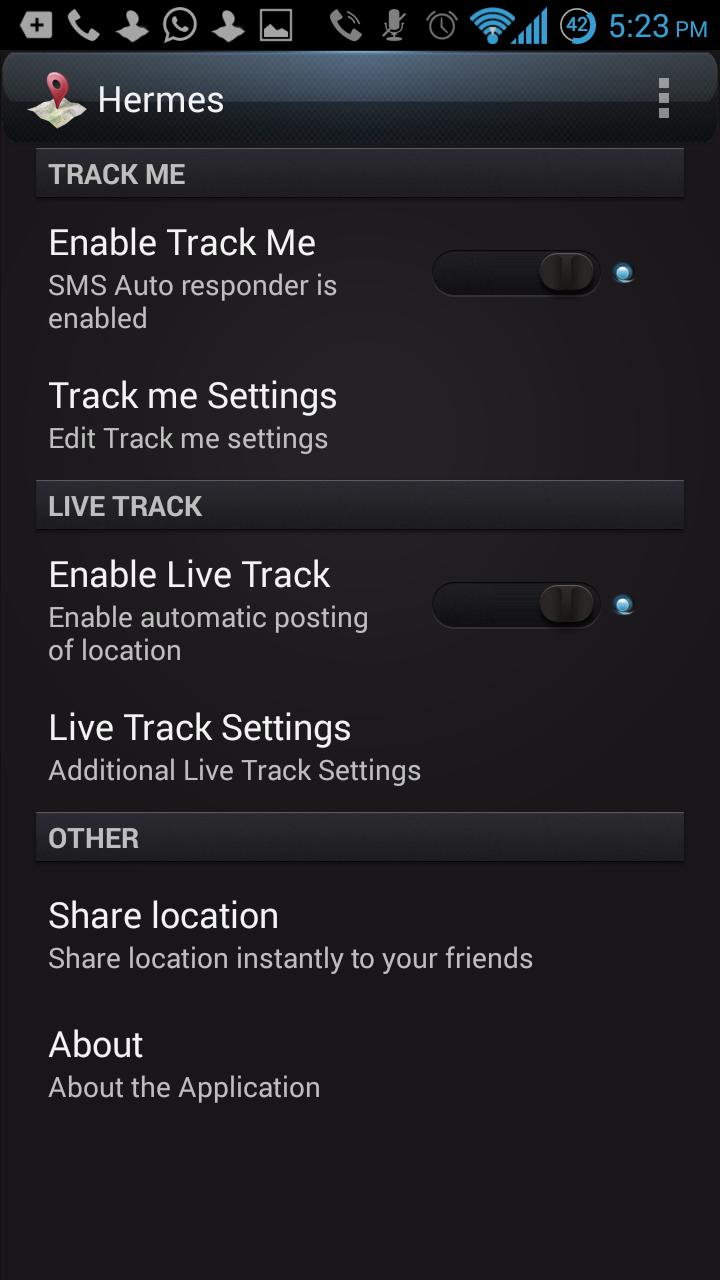 42 5:23 PM
Hermes
TRACK ME
Enable Track Me
SMS Auto responder is
enabled
Track me Settings
Edit Track me settings
LIVE TRACK
Enable Live Track
Enable automatic posting
of location
Live Track Settings
Additional Live Track Settings
OTHER
Share location
Share location instantly to your friends
About
About the Application